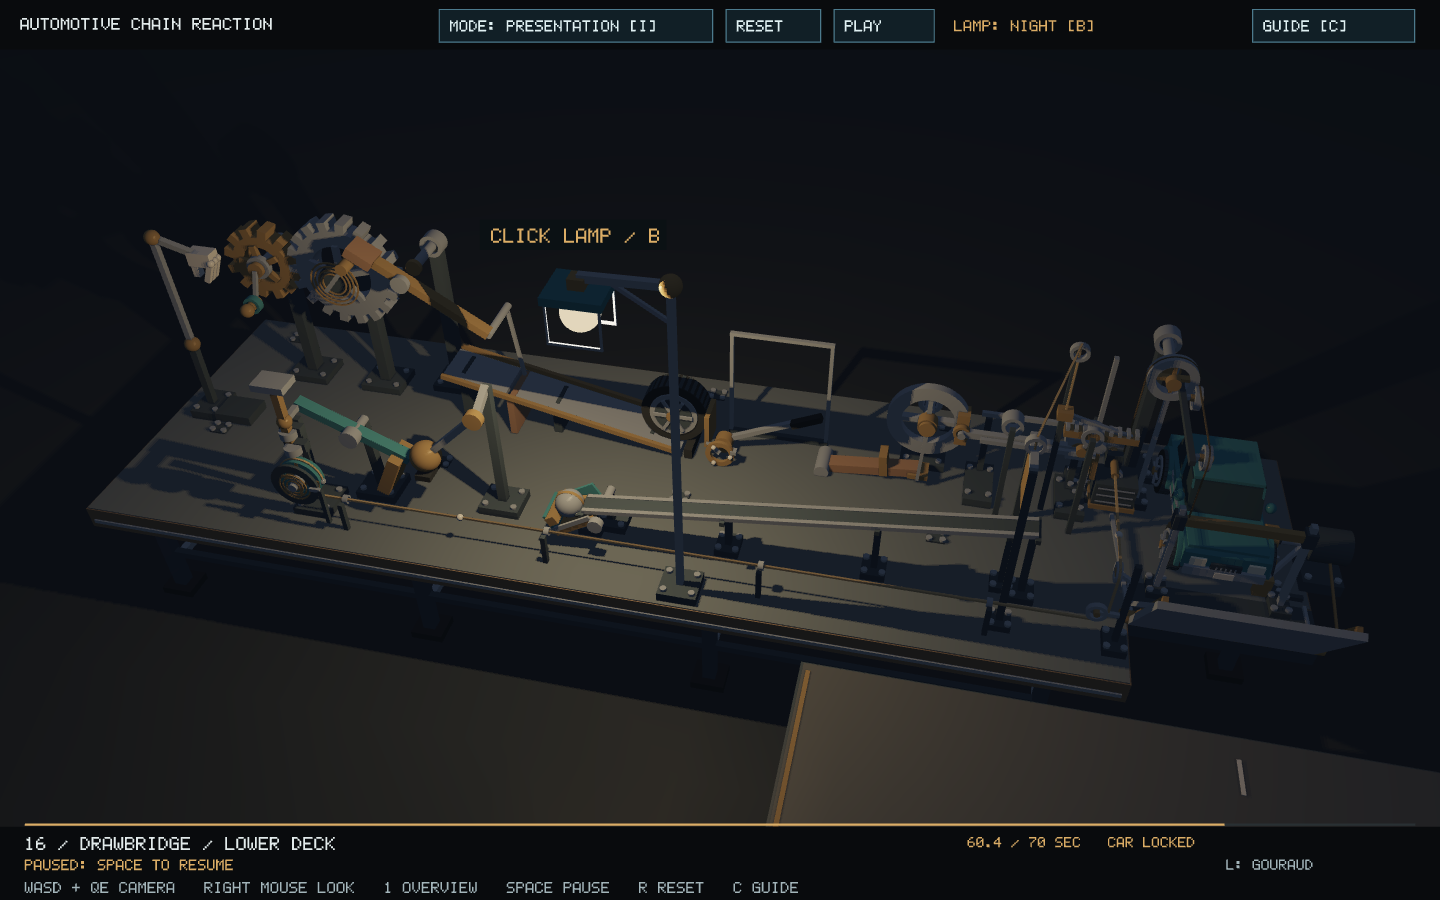 AUTOMOTIVE CHAIN REACTION
MODE: PRESENTATION [I]
RESET
PLAY
LAMP: NIGHT [B]
GUIDE [C]
CLICK LAMP / B
16 / DRAWBRIDGE / LOWER DECK
60.4 / 70 SEC CAR LOCKED
PAUSED: SPACE TO RESUME
L: GOURAUD
WASD + QE CAMERA RIGHT MOUSE LOOK 1 OVERVIEW SPACE PAUSE R RESET C GUIDE